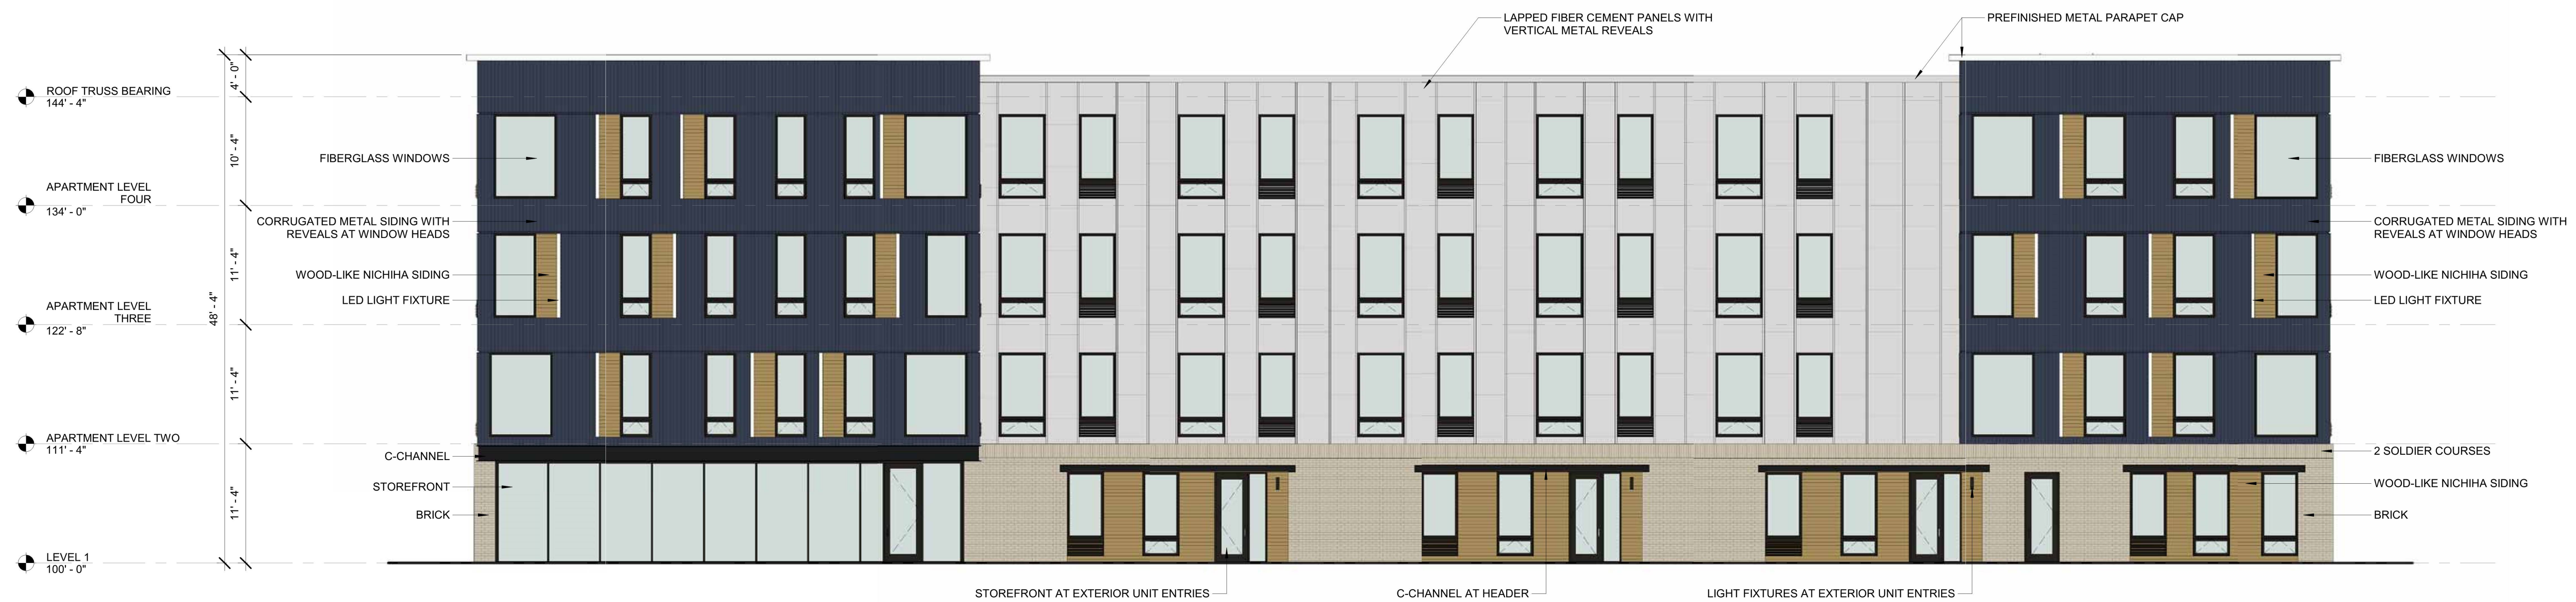 LAPPED FIBER CEMENT PANELS WITH
VERTICAL METAL REVEALS
PREFINISHED METAL PARAPET CAP
ROOF TRUSS BEARING
144' - 4"
APARTMENT LEVEL
FOUR
134' - 0"
APARTMENT LEVEL
THREE
122' - 8"
APARTMENT LEVEL TWO
111' - 4"
LEVEL 1
100' - 0"
48' - 4"
4' - 0"
10' - 4"
11' - 4"
11' - 4"
11' - 4"
FIBERGLASS WINDOWS
CORRUGATED METAL SIDING WITH
REVEALS AT WINDOW HEADS
WOOD-LIKE NICHIHA SIDING
LED LIGHT FIXTURE
C-CHANNEL
STOREFRONT
BRICK
FIBERGLASS WINDOWS
CORRUGATED METAL SIDING WITH
REVEALS AT WINDOW HEADS
WOOD-LIKE NICHIHA SIDING
LED LIGHT FIXTURE
2 SOLDIER COURSES
WOOD-LIKE NICHIHA SIDING
BRICK
STOREFRONT AT EXTERIOR UNIT ENTRIES
C-CHANNEL AT HEADER
LIGHT FIXTURES AT EXTERIOR UNIT ENTRIES